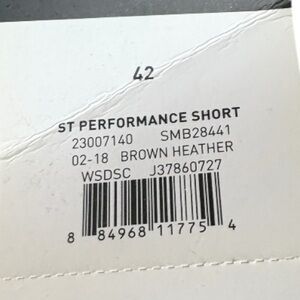 42
ST PERFORMANCE SHORT
23007140 SMB28441
02-18 BROWN HEATHER
WSDSC J37860727
8 84968 11775 4